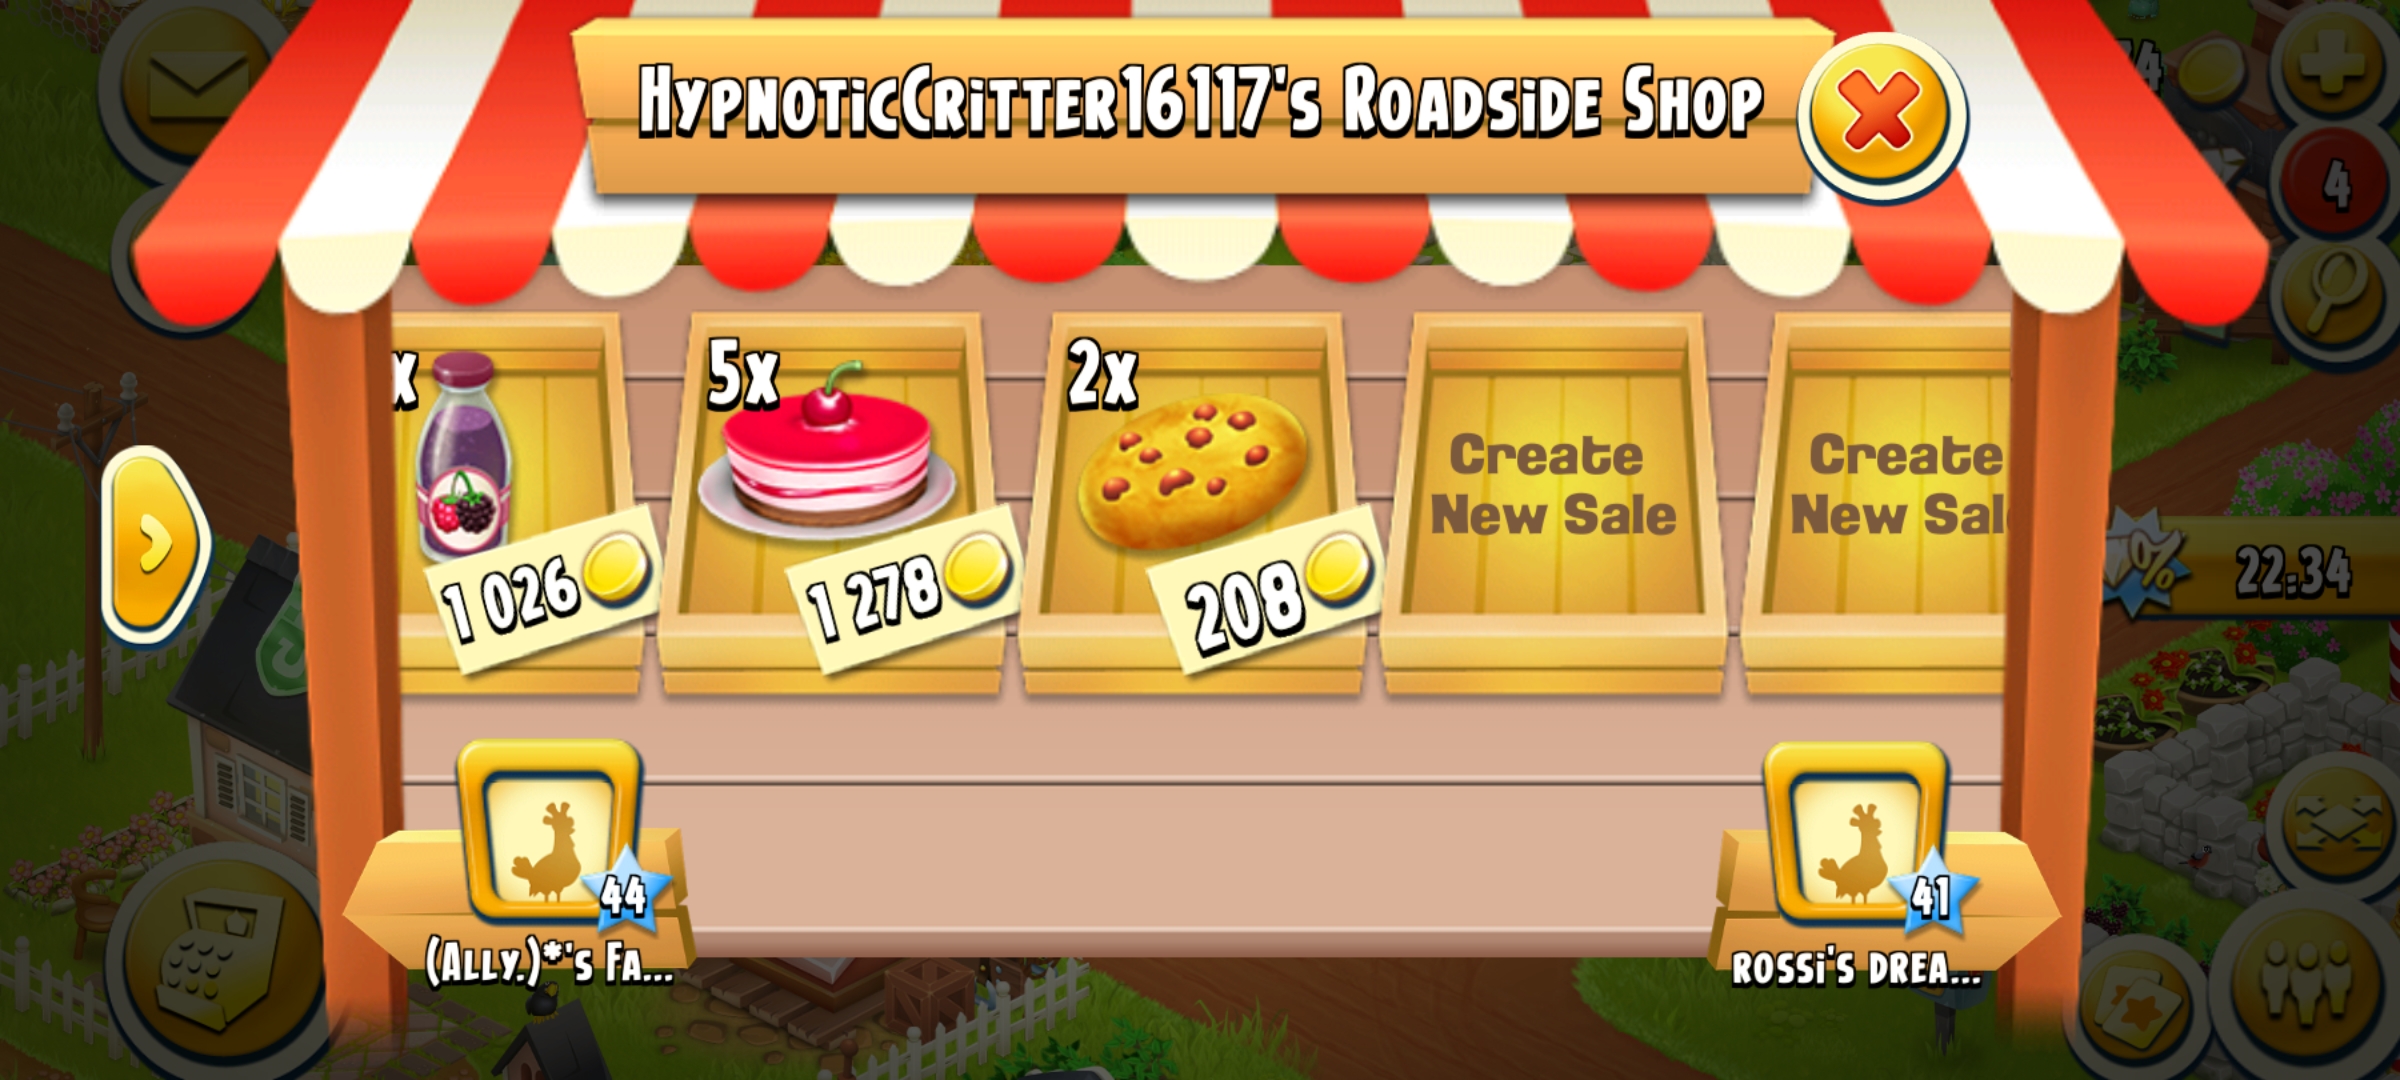 HypnoticCritter16117's Roadside Shop
4
4
x
5x
2x
Create
New Sale
Create
New Sal
1 026
1 278
208
22:34
44
41
(Ally.)*'s Fa...
ROSSi'S DREA...